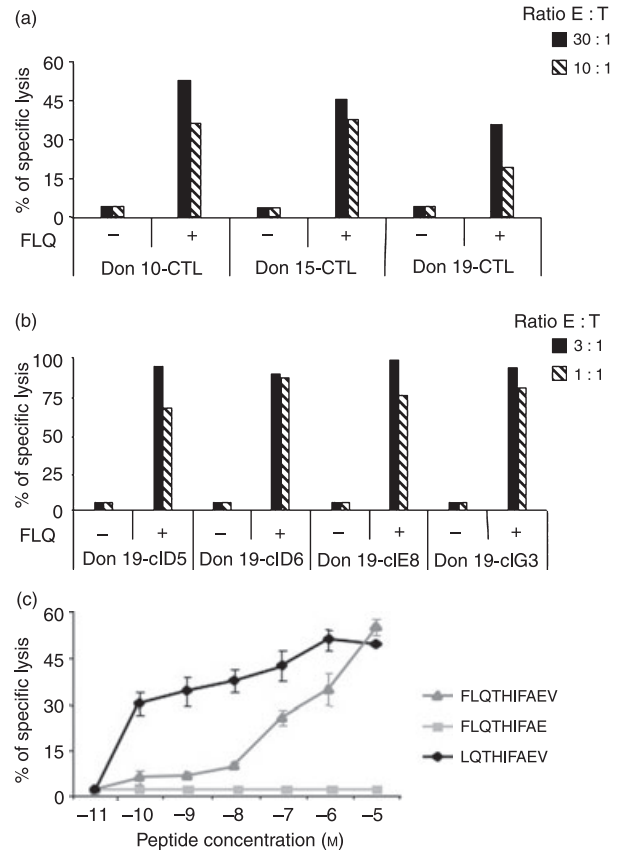 (a)
Ratio E : T
30 : 1
10 : 1
% of specific lysis
60
45
30
15
0
FLQ
− + − + − +
Don 10-CTL Don 15-CTL Don 19-CTL
(b)
Ratio E : T
3 : 1
1 : 1
% of specific lysis
100
75
50
25
0
FLQ
− + − + − + − +
Don 19-clD5 Don 19-clD6 Don 19-clE8 Don 19-clG3
(c)
% of specific lysis
60
45
30
15
0
FLQTHIFAEV
FLQTHIFAE
LQTHIFAEV
−11 −10 −9 −8 −7 −6 −5
Peptide concentration (M)